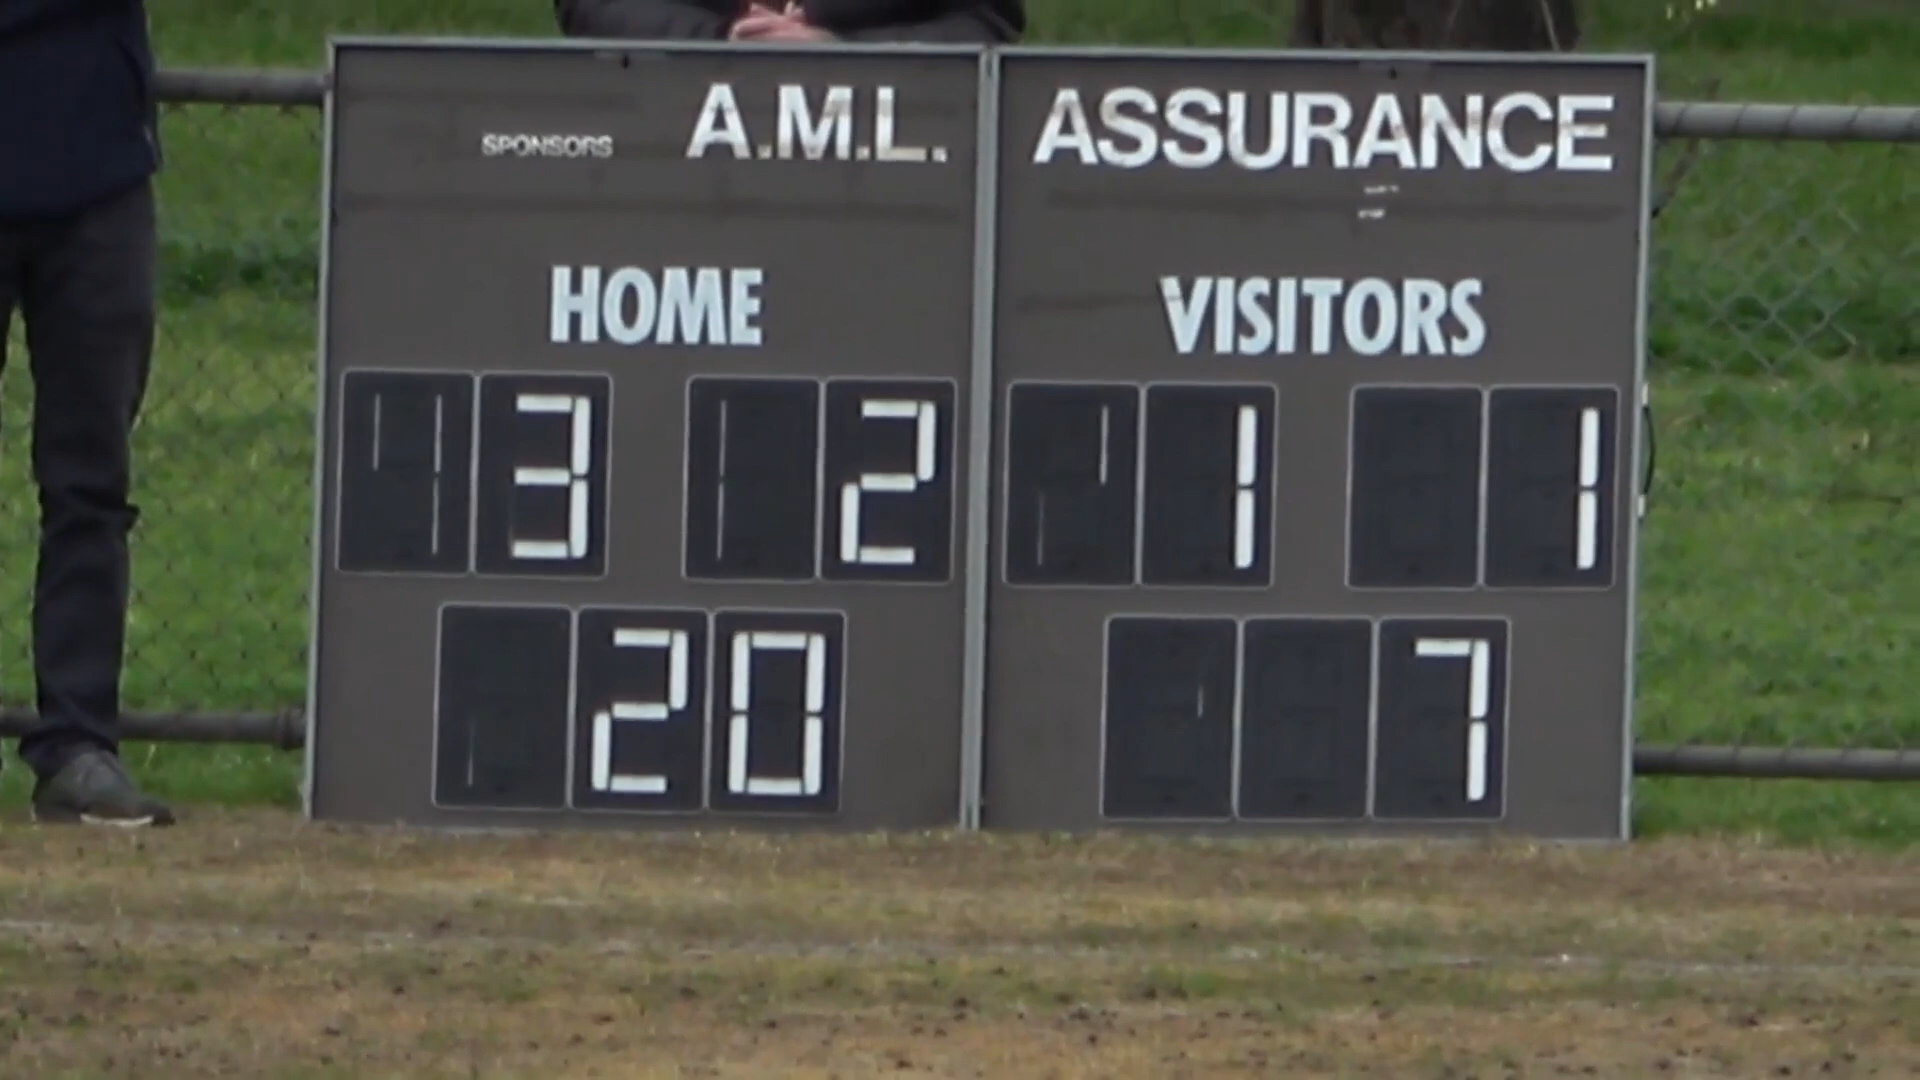 SPONSORS A.M.L. ASSURANCE
HOME VISITORS
3 2 1 1
20 7